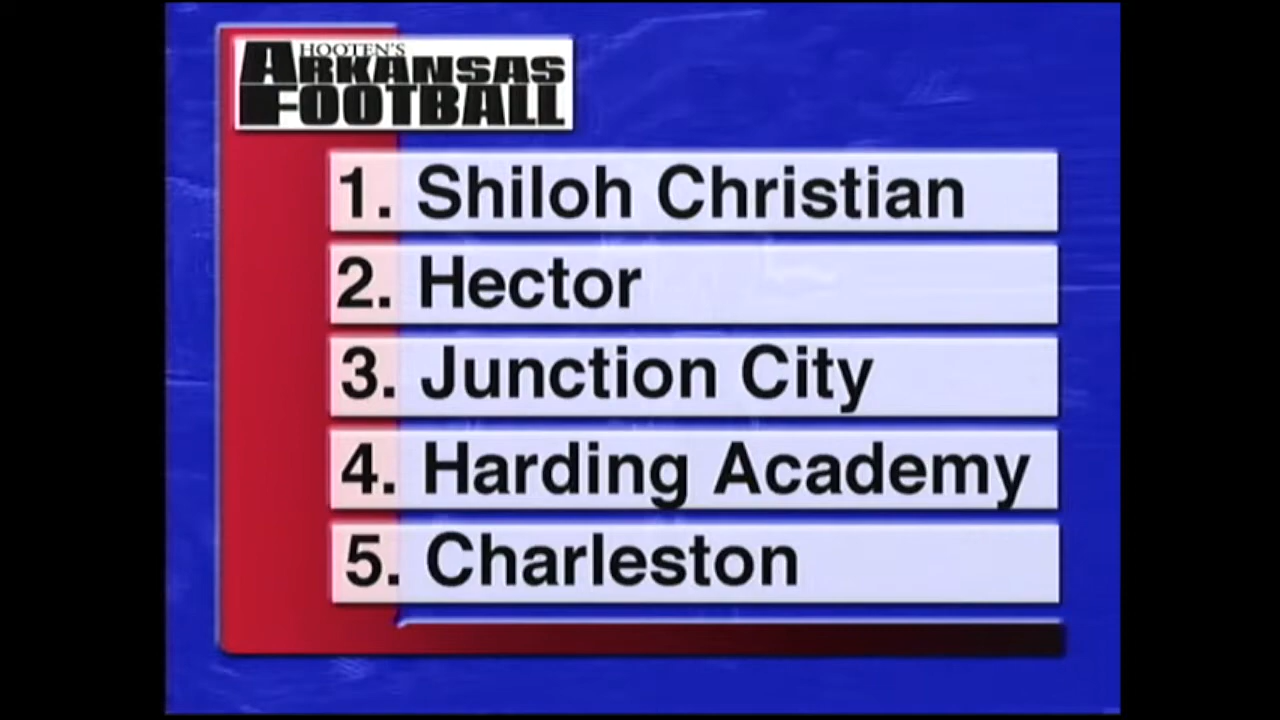 HOOTEN'S
ARKANSAS
FOOTBALL
1. Shiloh Christian
2. Hector
3. Junction City
4. Harding Academy
5. Charleston